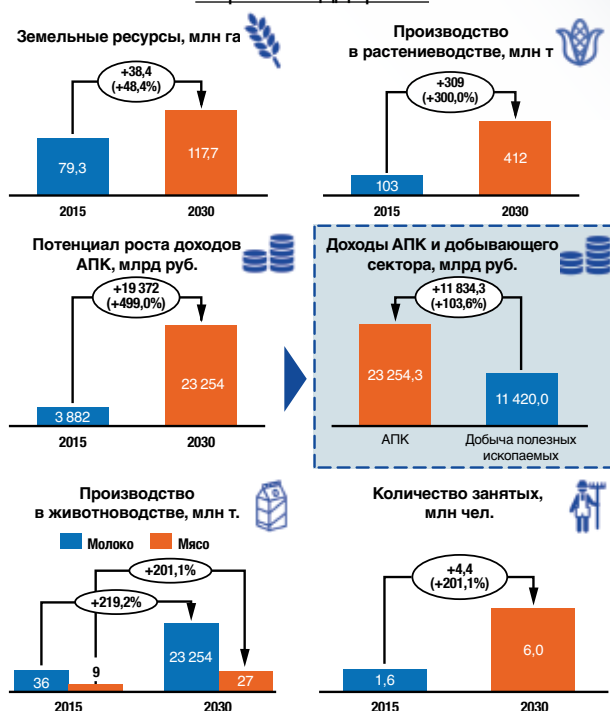 Земельные ресурсы, млн га
+38,4
(+48,4%)
79,3
117,7
2015
2030
Производство
в растениеводстве, млн т
+309
(+300,0%)
103
412
2015
2030
Потенциал роста доходов
АПК, млрд руб.
+19 372
(+499,0%)
3 882
23 254
2015
2030
Доходы АПК и добывающего
сектора, млрд руб.
+11 834,3
(+103,6%)
23 254,3
11 420,0
АПК
Добыча полезных
ископаемых
Производство
в животноводстве, млн т.
Молоко
Мясо
+201,1%
+219,2%
36
9
23 254
27
2015
2030
Количество занятых,
млн чел.
+4,4
(+201,1%)
1,6
6,0
2015
2030